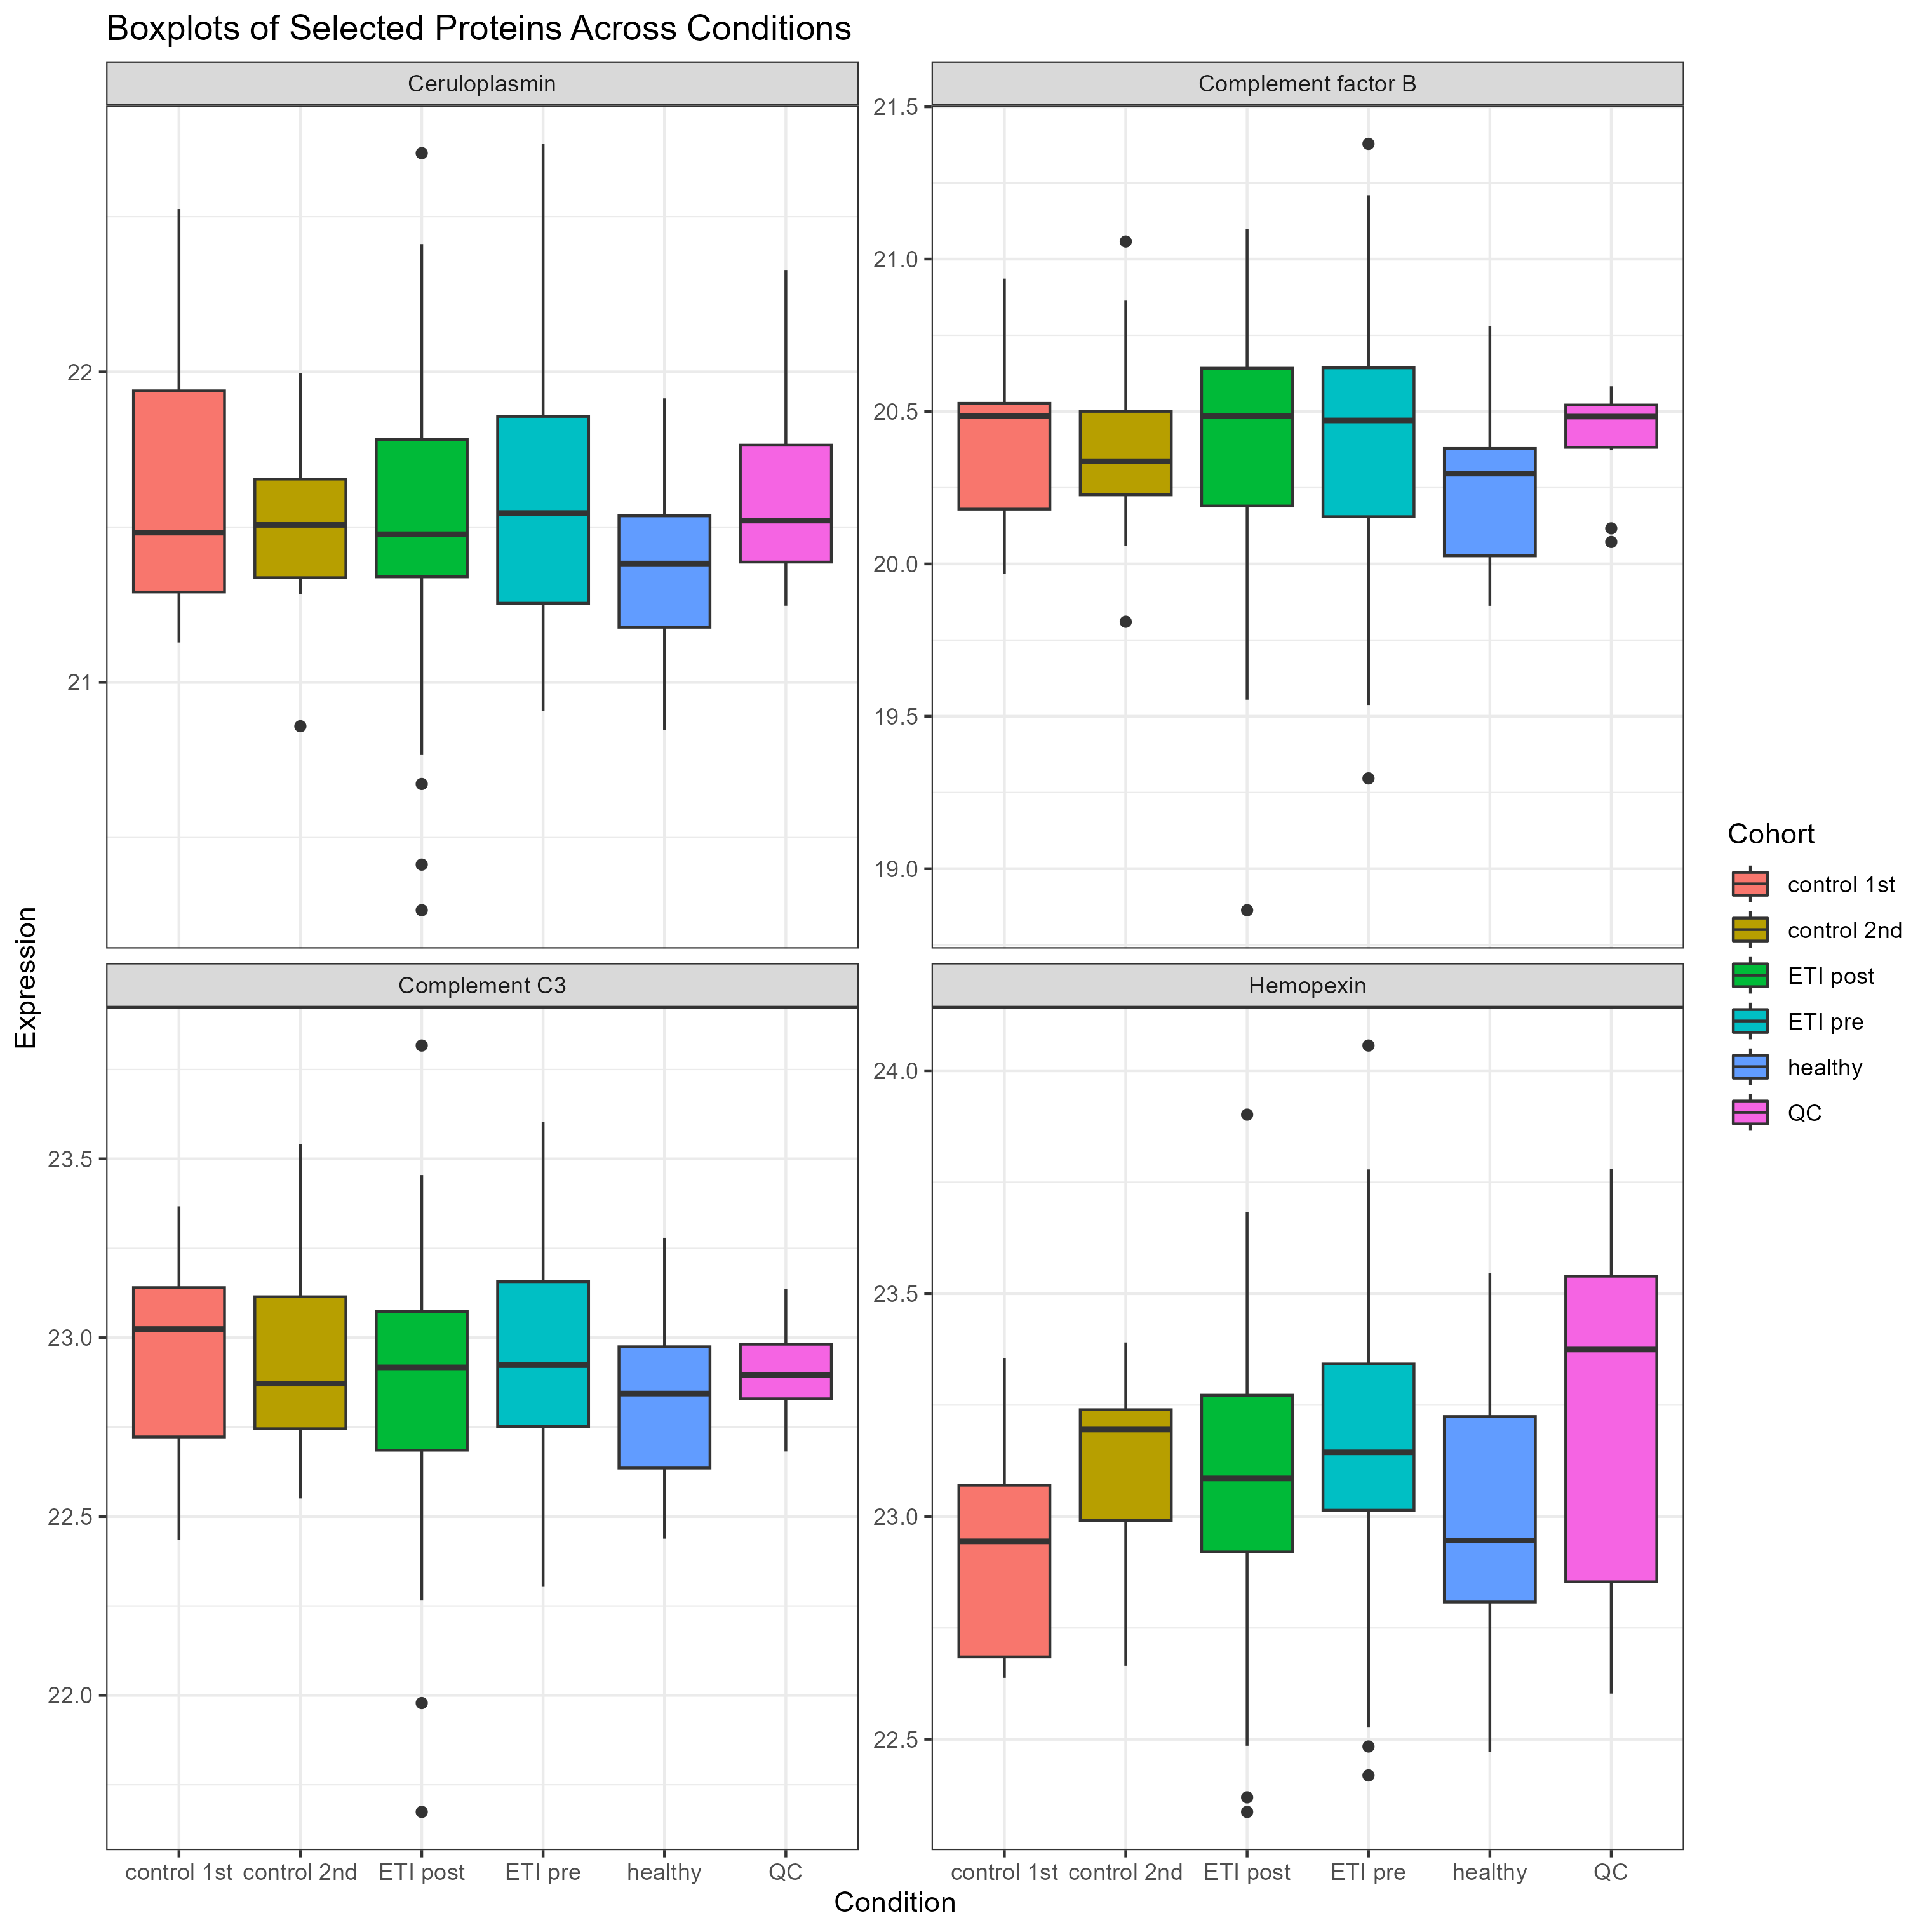 Boxplots of Selected Proteins Across Conditions
Ceruloplasmin
Complement factor B
22
21
21.5
21.0
20.5
20.0
19.5
19.0
Complement C3
Hemopexin
23.5
23.0
22.5
22.0
24.0
23.5
23.0
22.5
control 1st control 2nd ETI post ETI pre healthy QC
control 1st control 2nd ETI post ETI pre healthy QC
Condition
Expression
Cohort
control 1st
control 2nd
ETI post
ETI pre
healthy
QC